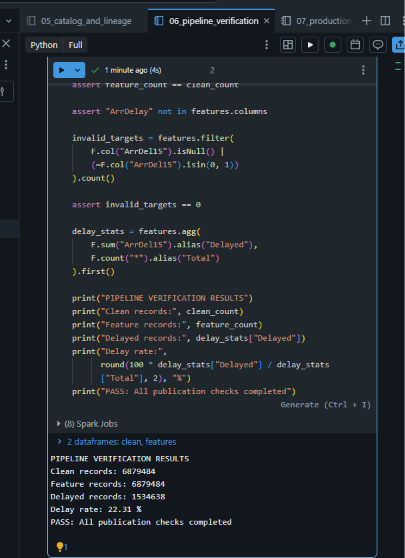 05_catalog_and_lineage
06_pipeline_verification
07_production
Python Full
1 minute ago (4s)
2
assert feature_count == clean_count
assert "ArrDelay" not in features.columns
invalid_targets = features.filter(
F.col("ArrDel15").isNull() |
(~F.col("ArrDel15").isin(0, 1))
).count()
assert invalid_targets == 0
delay_stats = features.agg(
F.sum("ArrDel15").alias("Delayed"),
F.count("*").alias("Total")
).first()
print("PIPELINE VERIFICATION RESULTS")
print("Clean records:", clean_count)
print("Feature records:", feature_count)
print("Delayed records:", delay_stats["Delayed"])
print("Delay rate:",
round(100 * delay_stats["Delayed"] / delay_stats
["Total"], 2), "%")
print("PASS: All publication checks completed")
Generate (Ctrl + I)
(8) Spark Jobs
2 dataframes: clean, features
PIPELINE VERIFICATION RESULTS
Clean records: 6879484
Feature records: 6879484
Delayed records: 1534638
Delay rate: 22.31 %
PASS: All publication checks completed
1